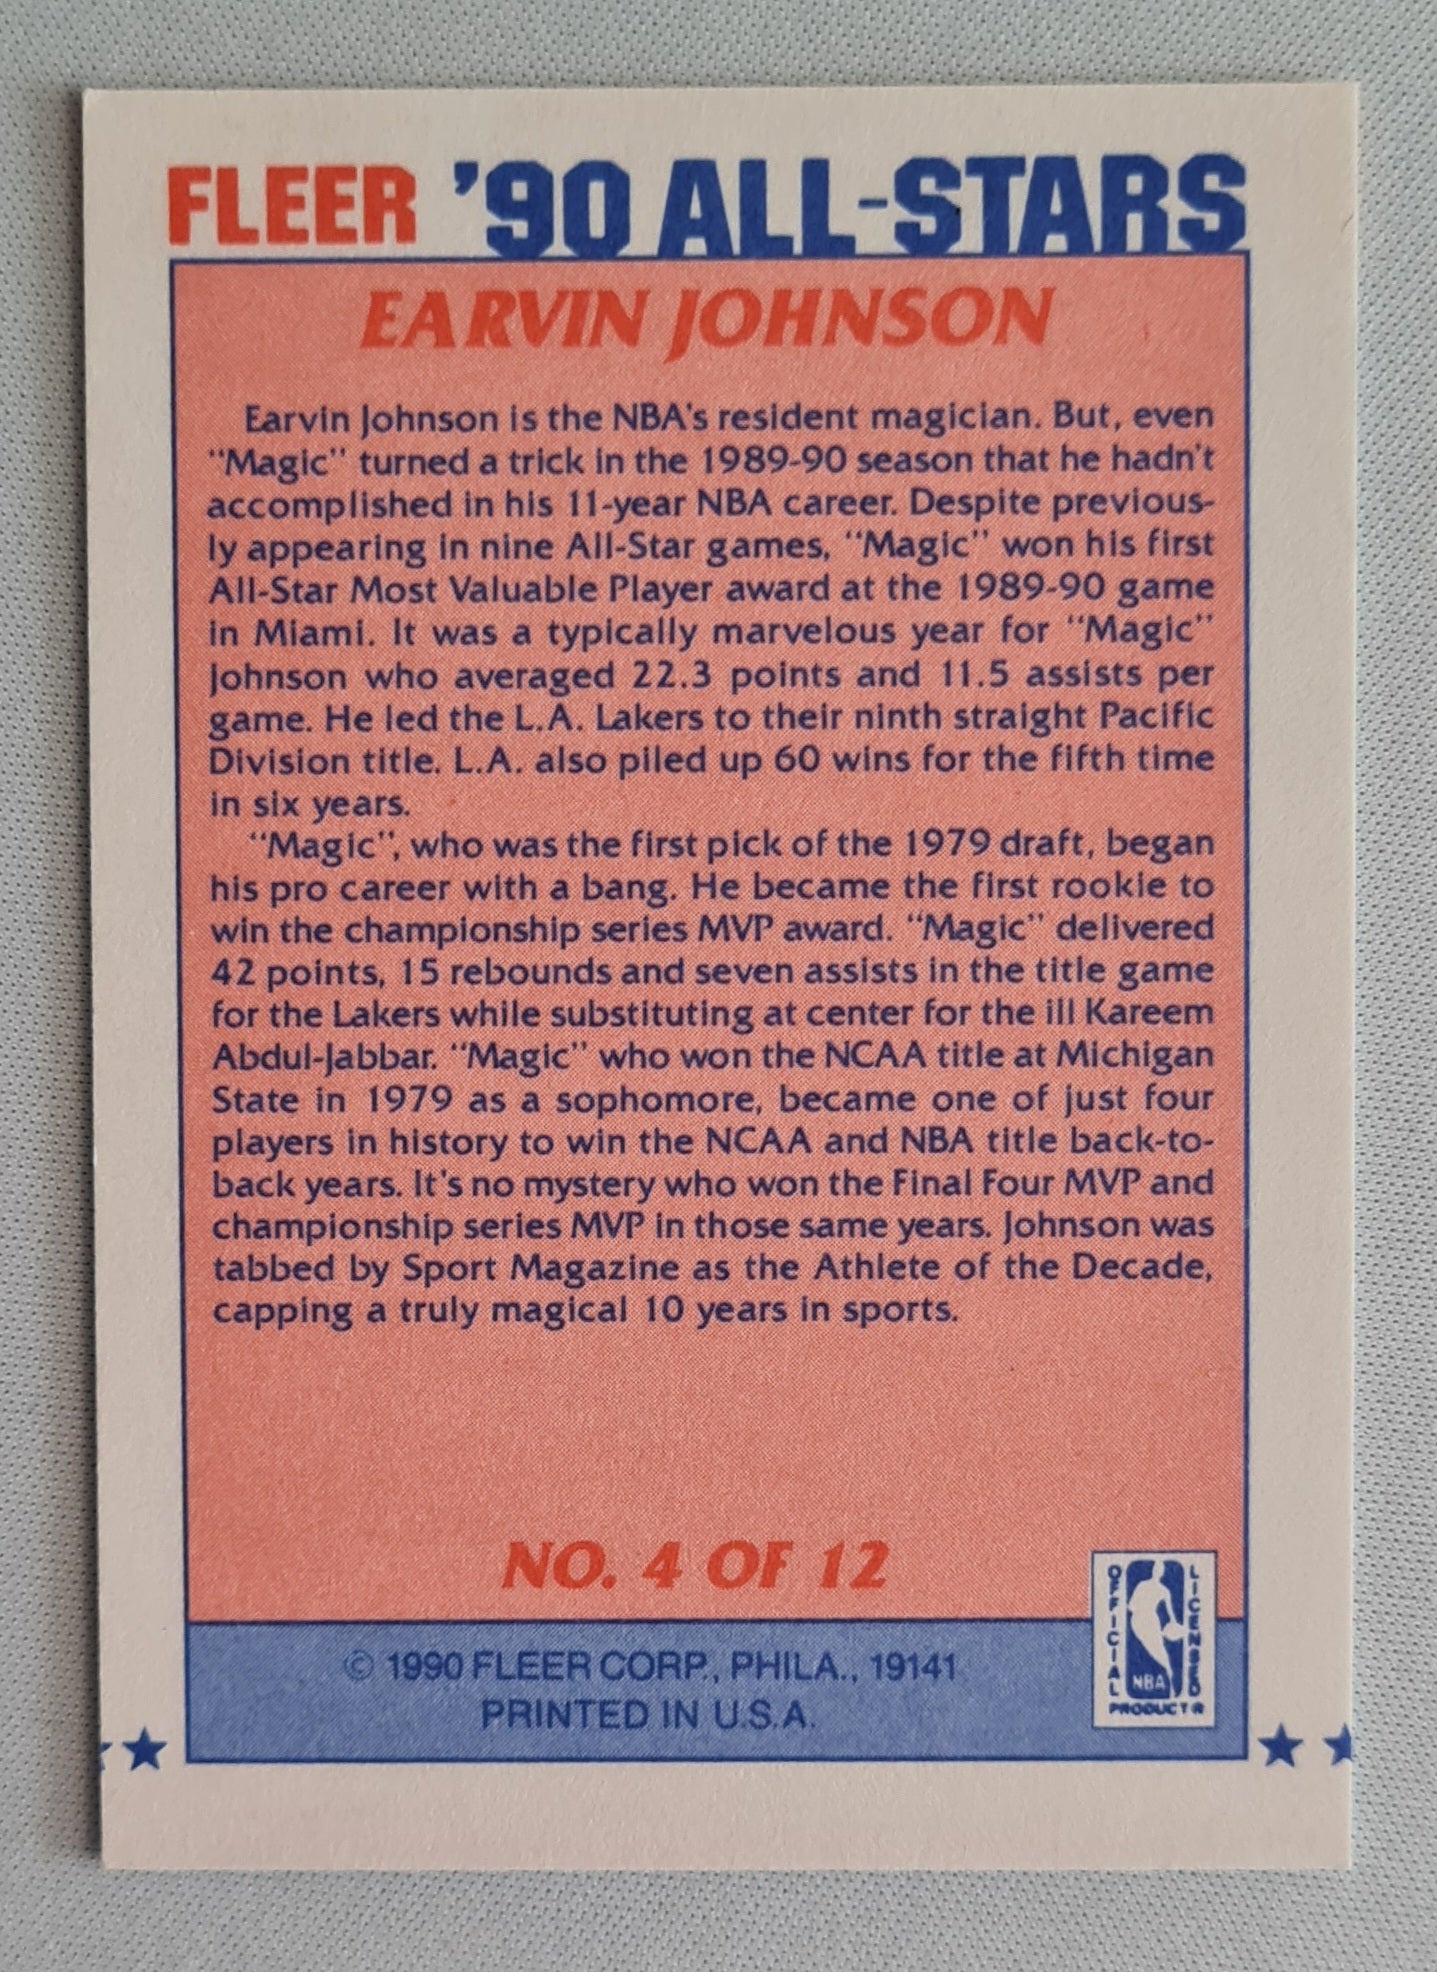 FLEER '90 ALL-STARS
EARVIN JOHNSON
Earvin Johnson is the NBA's resident magician. But, even
"Magic" turned a trick in the 1989-90 season that he hadn't
accomplished in his 11-year NBA career. Despite previous-
ly appearing in nine All-Star games, "Magic" won his first
All-Star Most Valuable Player award at the 1989-90 game
in Miami. It was a typically marvelous year for "Magic"
Johnson who averaged 22.3 points and 11.5 assists per
game. He led the L.A. Lakers to their ninth straight Pacific
Division title. L.A. also piled up 60 wins for the fifth time
in six years.
"Magic", who was the first pick of the 1979 draft, began
his pro career with a bang. He became the first rookie to
win the championship series MVP award. "Magic" delivered
42 points, 15 rebounds and seven assists in the title game
for the Lakers while substituting at center for the ill Kareem
Abdul-Jabbar. "Magic" who won the NCAA title at Michigan
State in 1979 as a sophomore, became one of just four
players in history to win the NCAA and NBA title back-to-
back years. It's no mystery who won the Final Four MVP and
championship series MVP in those same years. Johnson was
tabbed by Sport Magazine as the Athlete of the Decade,
capping a truly magical 10 years in sports.
NO. 4 OF 12
© 1990 FLEER CORP., PHILA., 19141
PRINTED IN U.S.A.
OFFICIAL
LICENSED
NBA
PRODUCT®